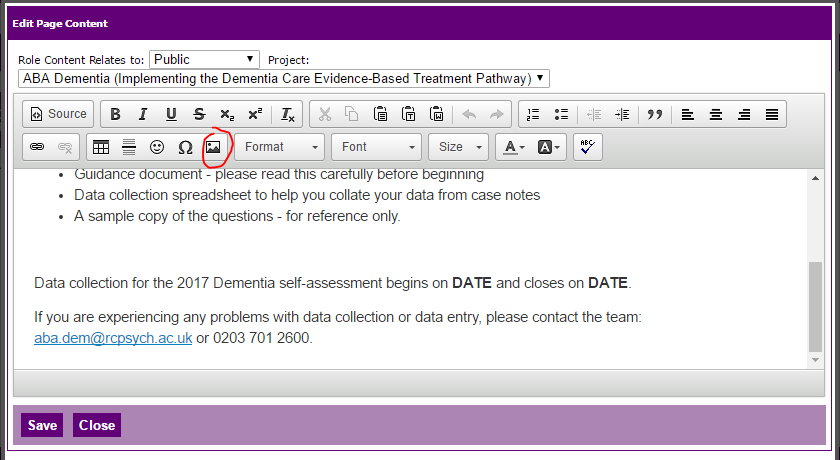 Edit Page Content
Role Content Relates to: Public Project:
ABA Dementia (Implementing the Dementia Care Evidence-Based Treatment Pathway)
Source B I U S x₂ x² Tx
Format Font Size A A ABC
• Guidance document - please read this carefully before beginning
• Data collection spreadsheet to help you collate your data from case notes
• A sample copy of the questions - for reference only.
Data collection for the 2017 Dementia self-assessment begins on DATE and closes on DATE.
If you are experiencing any problems with data collection or data entry, please contact the team:
aba.dem@rcpsych.ac.uk or 0203 701 2600.
Save Close